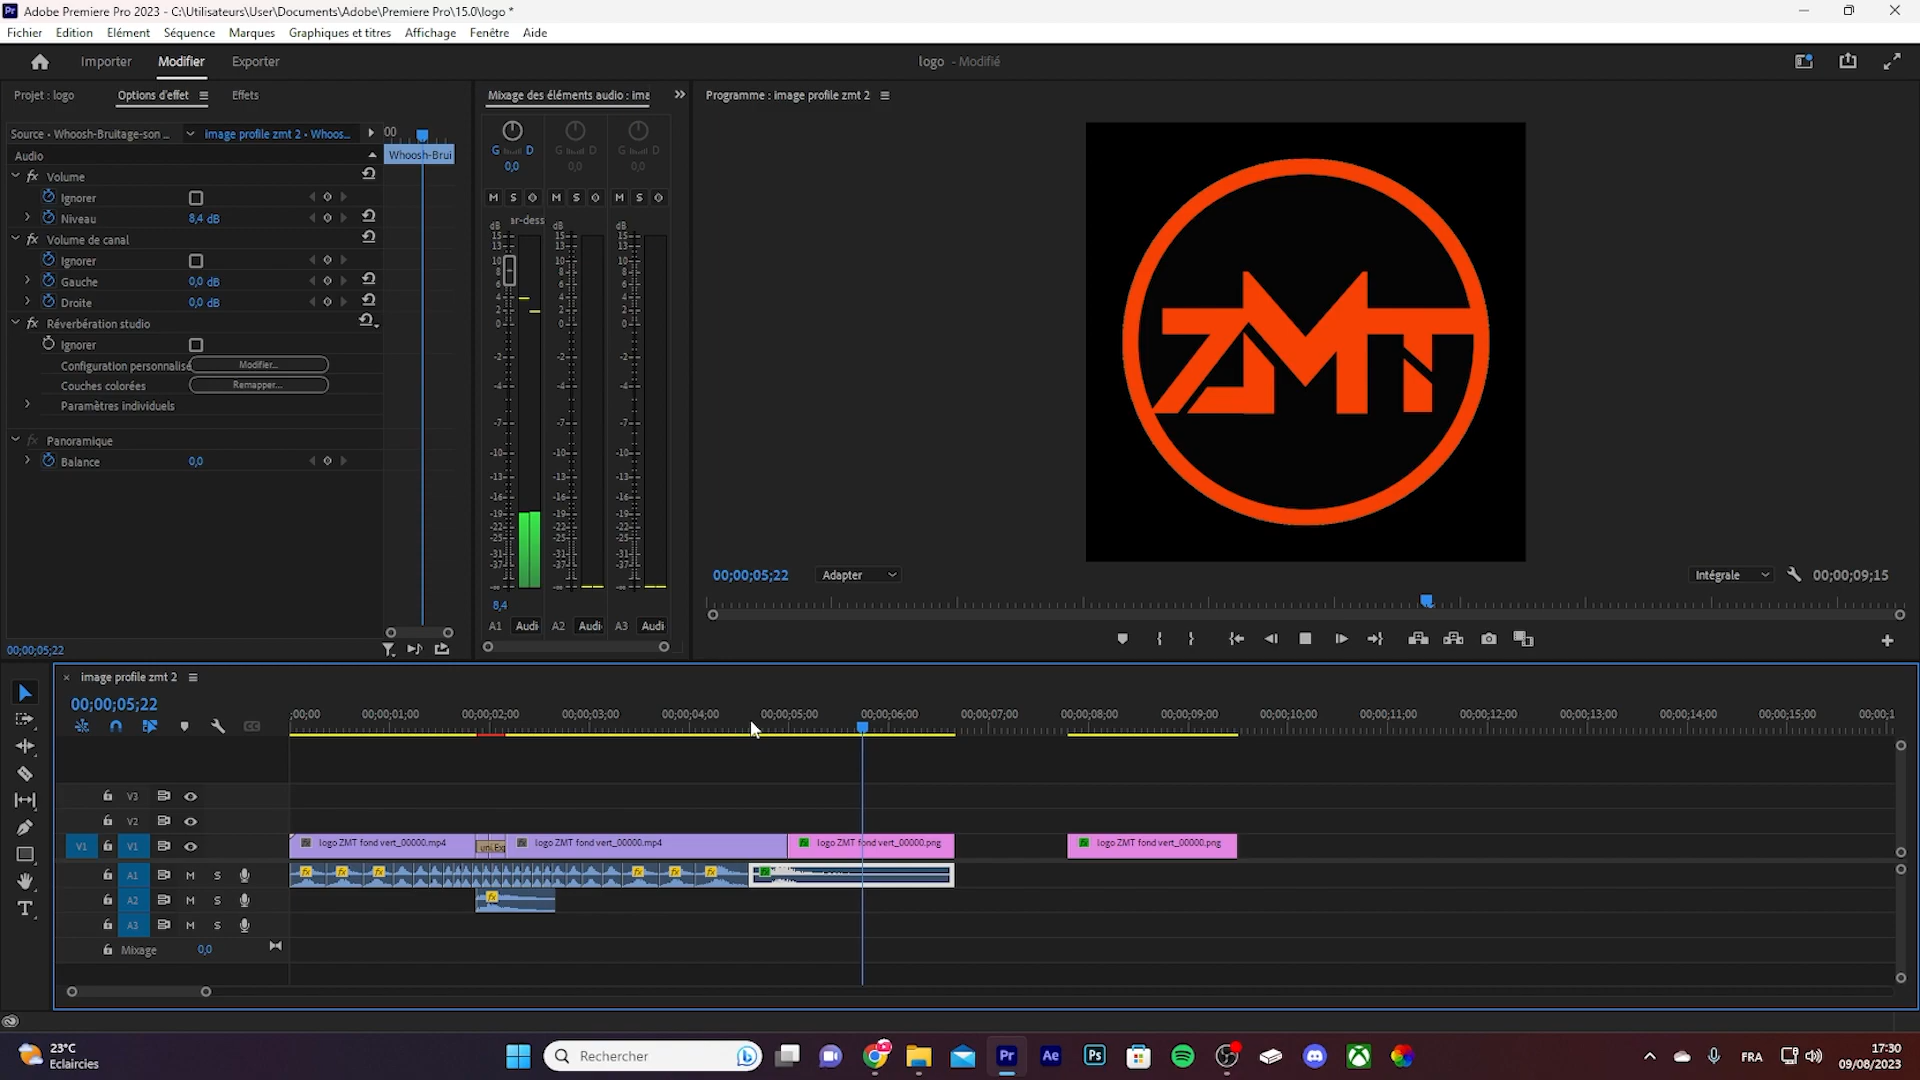 Pr Adobe Premiere Pro 2023 - C:\Utilisateurs\User\Documents\Adobe\Premiere Pro\15.0\logo *
Fichier Edition Elément Séquence Marques Graphiques et titres Affichage Fenêtre Aide
Importer Modifier Exporter
logo - Modifié
Projet : logo Options d'effet Effets
Mixage des éléments audio : ima
Programme : image profile zmt 2
Source • Whoosh-Bruitage-son ... image profile zmt 2 • Whoos...
Audio
Whoosh-Brui
Volume
Ignorer
Niveau 8,4 dB
Volume de canal
Ignorer
Gauche 0,0 dB
Droite 0,0 dB
Réverbération studio
Ignorer
Configuration personnalisé Modifier...
Couches colorées Remapper...
Paramètres individuels
Panoramique
Balance 0,0
00;00;05;22
G D G D G D
0,0 0,0 0,0
M S M S M S
ar-dess
dB dB dB
15 15 15
13 13 13
10 10 10
8 8 8
6 6 6
4 4 4
2 2 2
0 0 0
-2 -2 -2
-4 -4 -4
-7 -7 -7
-10 -10 -10
-13 -13 -13
-16 -16 -16
-19 -19 -19
-22 -22 -22
-25 -25 -25
-31 -31 -31
-37 -37 -37
-∞ -∞ -∞
8,4
A1 Audi A2 Audi A3 Audi
ZMT
00;00;05;22 Adapter Intégrale 00;00;09;15
image profile zmt 2
00;00;05;22
;00;00 00;00;01;00 00;00;02;00 00;00;03;00 00;00;04;00 00;00;05;00 00;00;06;00 00;00;07;00 00;00;08;00 00;00;09;00 00;00;10;00 00;00;11;00 00;00;12;00 00;00;13;00 00;00;14;00 00;00;15;00 00;00;1
CC
V3
V2
V1 V1 logo ZMT fond vert_00000.mp4 logo ZMT fond vert_00000.mp4 logo ZMT fond vert_00000.png logo ZMT fond vert_00000.png
A1 M S fx fx fx fx fx fx
A2 M S fx
A3 M S
Mixage 0,0
23°C
Eclaircies
Rechercher
Pr Ae Ps
FRA
17:30
09/08/2023